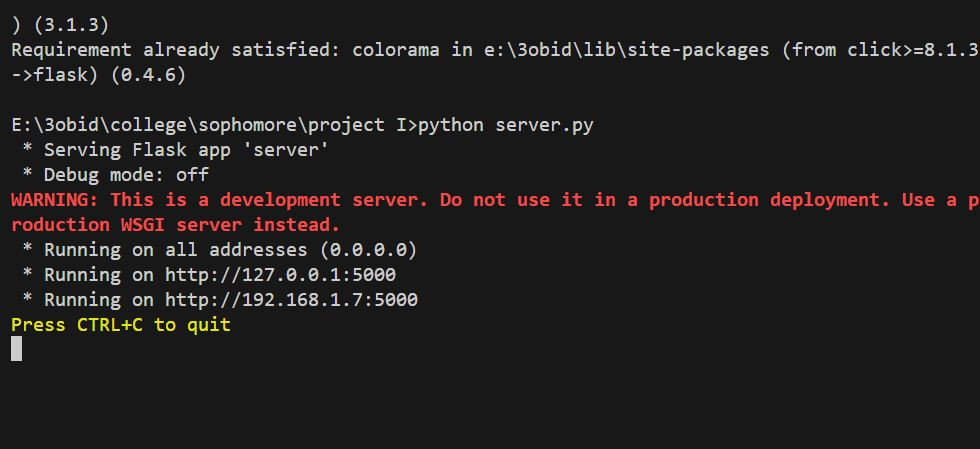 ) (3.1.3)
Requirement already satisfied: colorama in e:\3obid\lib\site-packages (from click>=8.1.3
->flask) (0.4.6)
E:\3obid\college\sophomore\project I>python server.py
 * Serving Flask app 'server'
 * Debug mode: off
WARNING: This is a development server. Do not use it in a production deployment. Use a p
roduction WSGI server instead.
 * Running on all addresses (0.0.0.0)
 * Running on http://127.0.0.1:5000
 * Running on http://192.168.1.7:5000
Press CTRL+C to quit